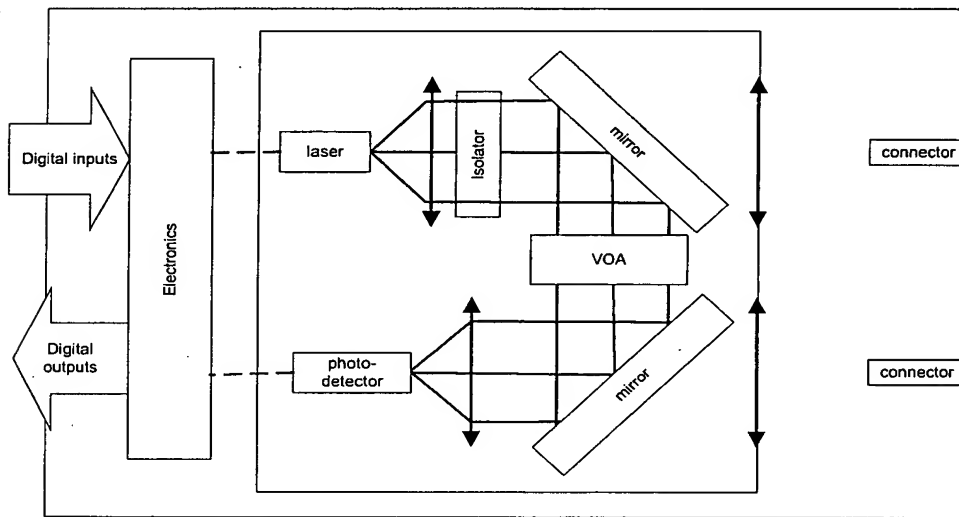 Digital inputs
Electronics
laser
Isolator
mirror
connector
VOA
Digital
outputs
photo-
detector
mirror
connector